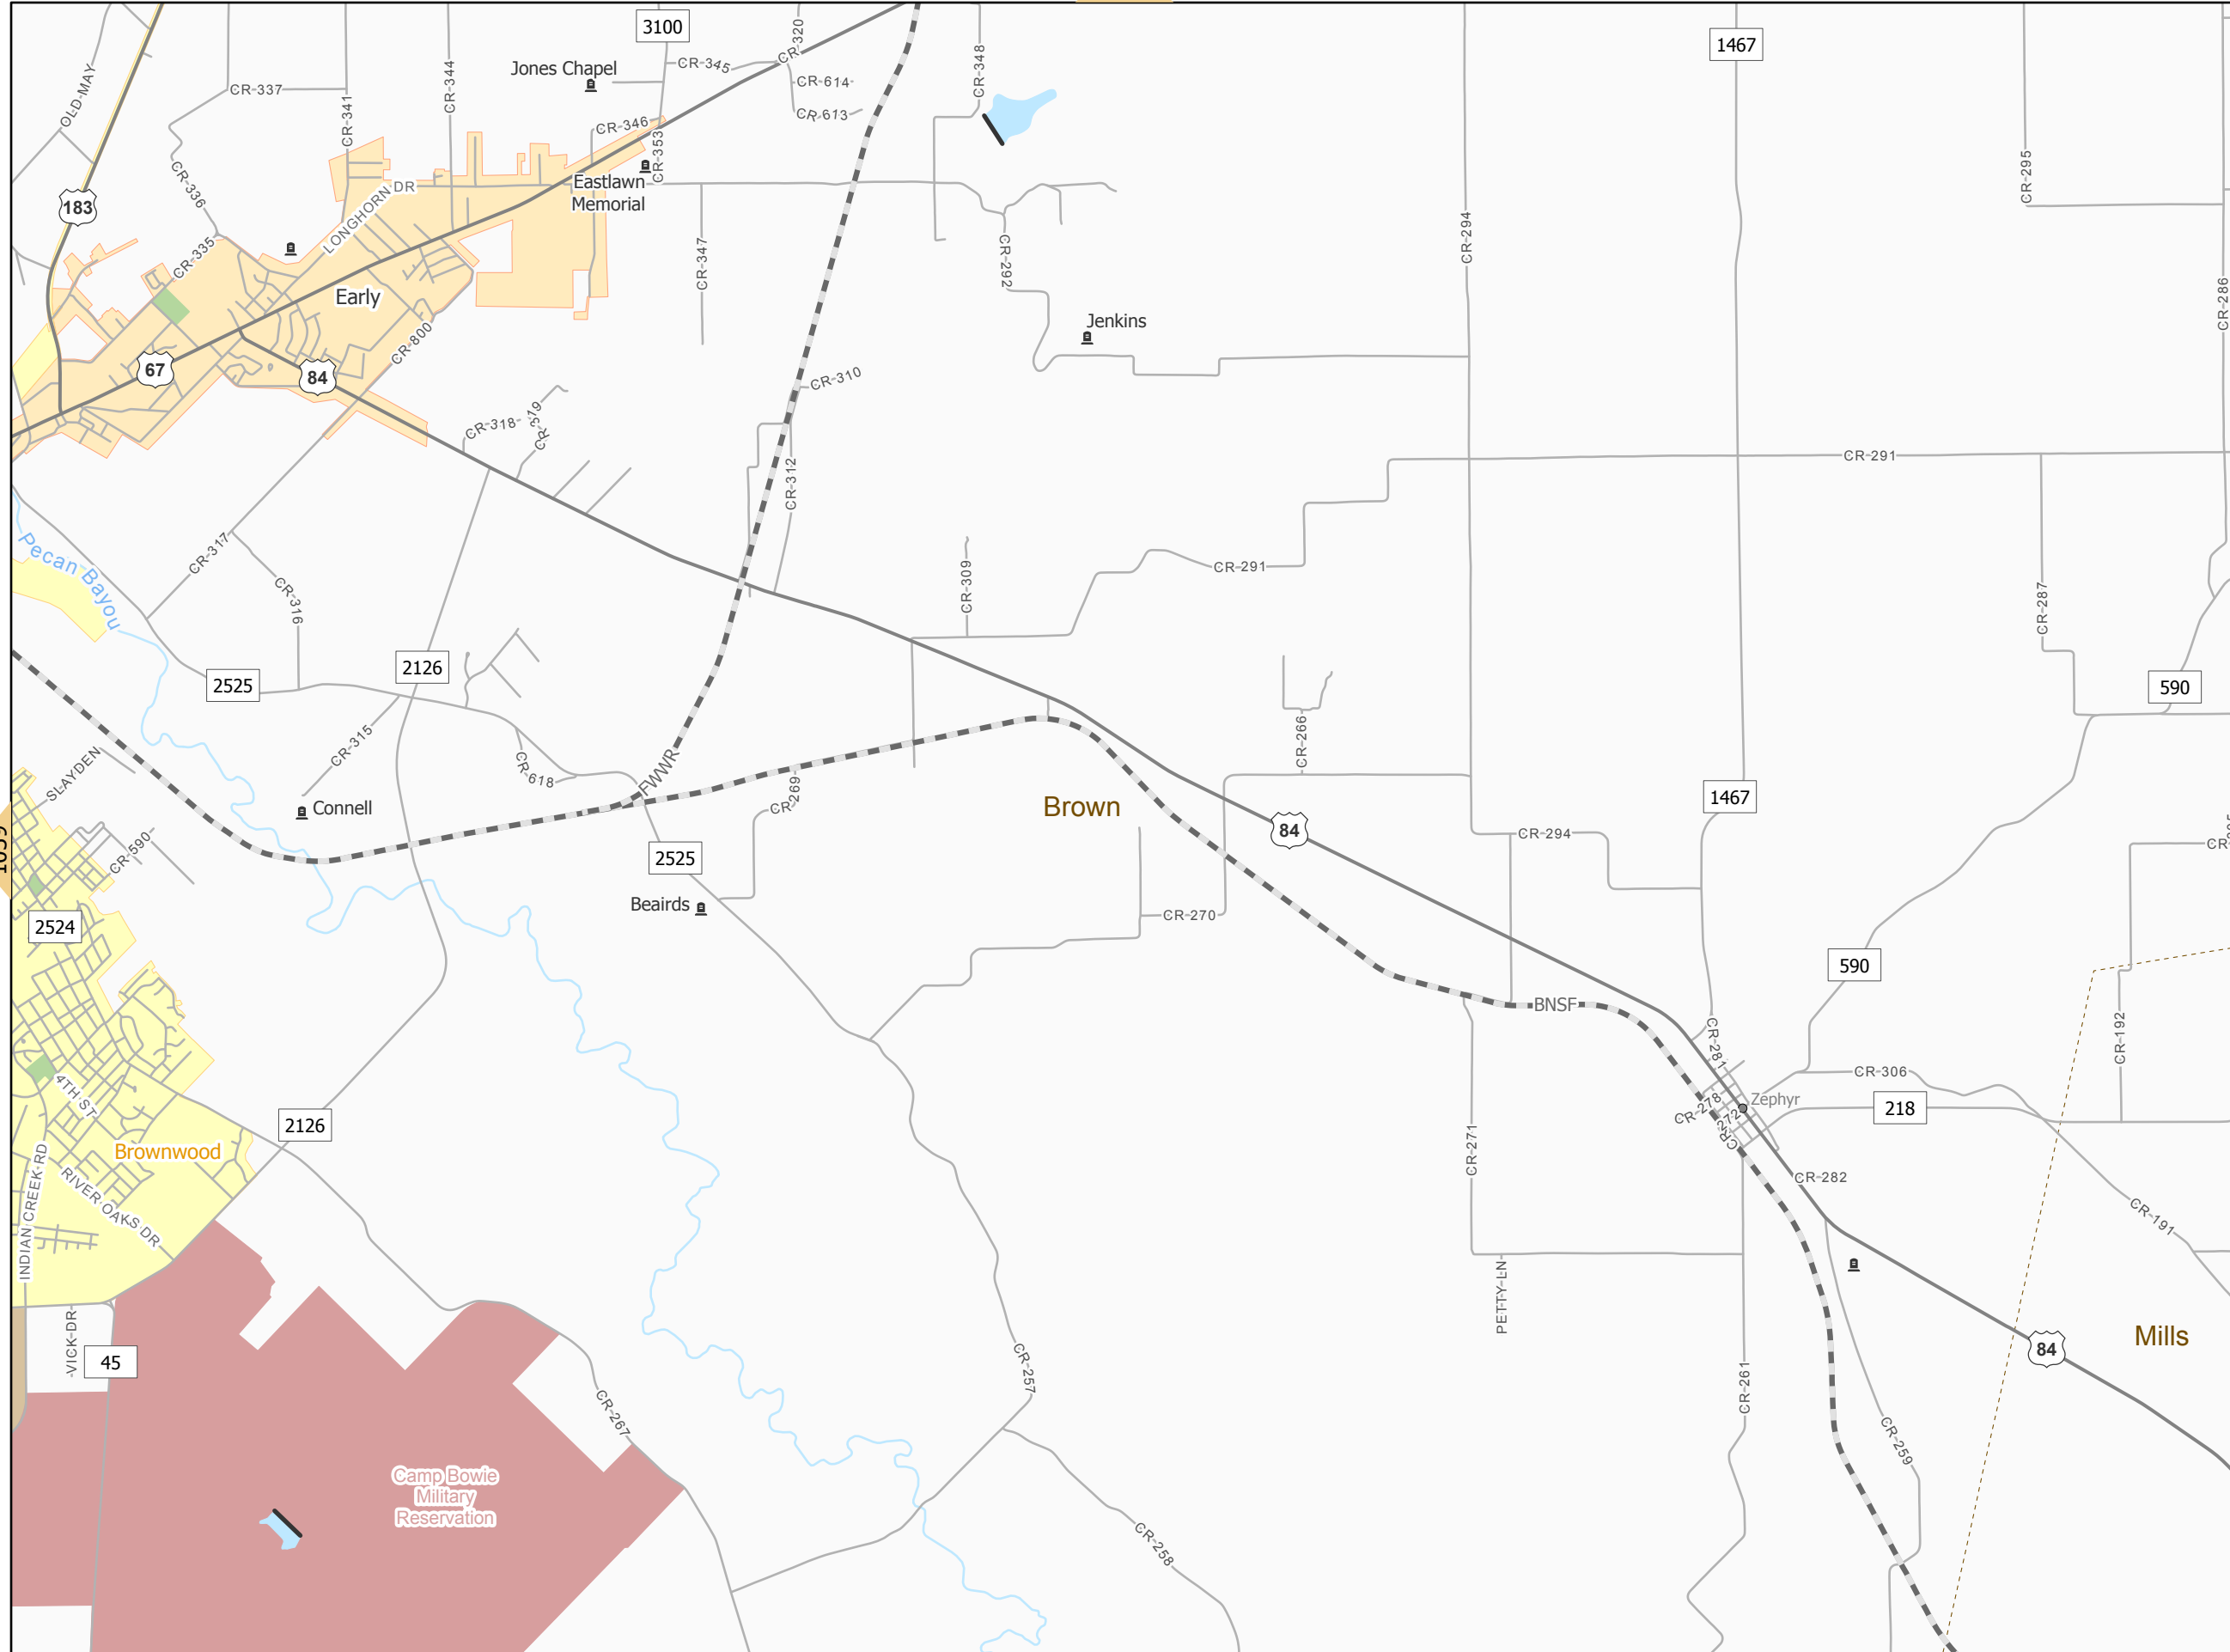 3100
CR-320
1467
CR
CR-345
CR-348
Jones Chapel
CR-614
OLD-MAY
CR-337
CR-344
CR-341
CR-613
CR-346
CR-353
CR-336
Eastlawn
Memorial
LONGHORN-DR
CR-295
183
CR-335
CR-294
CR-347
CR-292
Early
CR-286
Jenkins
CR-800
67
84
CR-310
CR-318
CR-319
CR-291
CR-312
Pecan Bayou
CR-317
CR-291
CR-316
CR-309
CR-287
2126
2525
590
CR-315
CR-266
SLAYDEN
CR-618
FWWR
CR-269
1467
Connell
Brown
84
CR-294
CR-590
2525
Beairds
CR-270
2524
590
BNSF
CR-281
CR-192
4TH-ST
CR-306
CR-278
Zephyr
218
2126
CR-272
Brownwood
CR-271
INDIAN CREEK-RD
RIVER-OAKS-DR
CR-282
CR-191
PETTY-LN
VICK-DR
45
84
Mills
CR-257
CR-261
CR-267
CR-259
Camp Bowie
Military
Reservation
CR-258